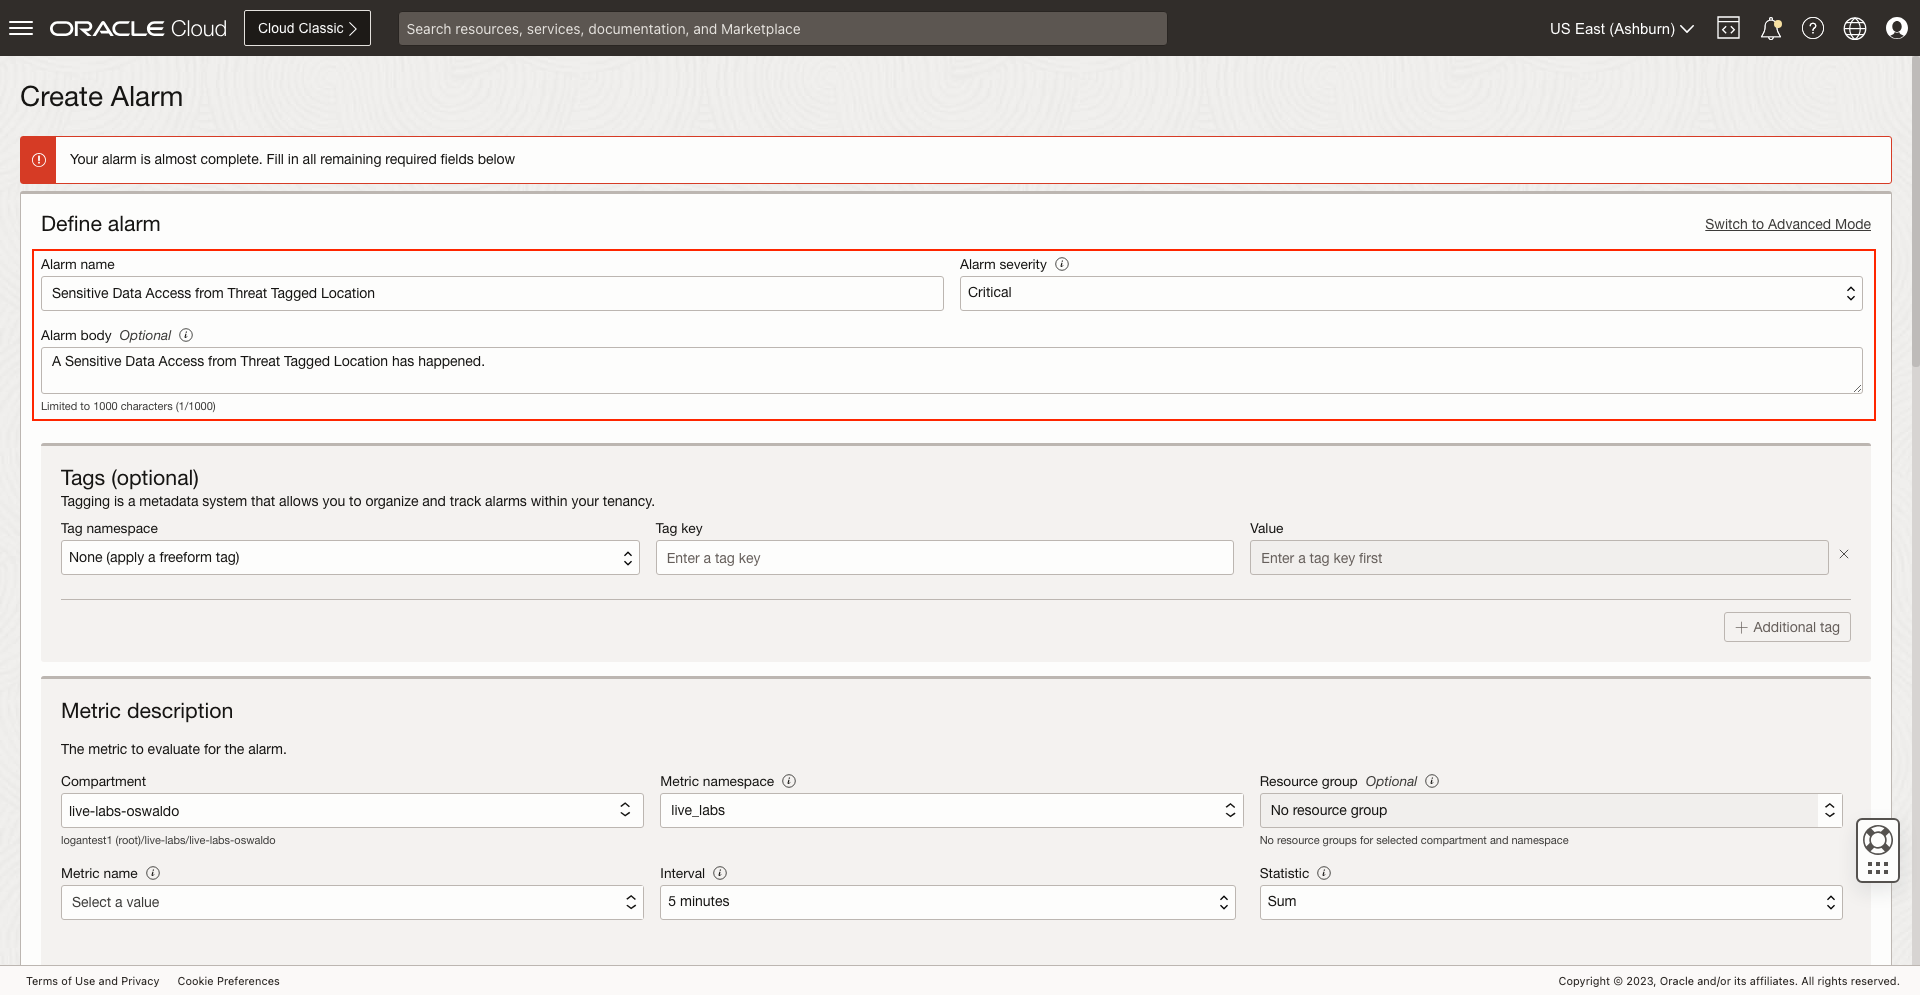 ORACLE Cloud
Cloud Classic
Search resources, services, documentation, and Marketplace
US East (Ashburn)
Create Alarm
Your alarm is almost complete. Fill in all remaining required fields below
Define alarm
Switch to Advanced Mode
Alarm name
Alarm severity
Sensitive Data Access from Threat Tagged Location
Critical
Alarm body Optional
A Sensitive Data Access from Threat Tagged Location has happened.
Limited to 1000 characters (1/1000)
Tags (optional)
Tagging is a metadata system that allows you to organize and track alarms within your tenancy.
Tag namespace
Tag key
Value
None (apply a freeform tag)
Enter a tag key
Enter a tag key first
Additional tag
Metric description
The metric to evaluate for the alarm.
Compartment
Metric namespace
Resource group Optional
live-labs-oswaldo
live_labs
No resource group
logantest1 (root)/live-labs/live-labs-oswaldo
No resource groups for selected compartment and namespace
Metric name
Interval
Statistic
Select a value
5 minutes
Sum
Terms of Use and Privacy
Cookie Preferences
Copyright © 2023, Oracle and/or its affiliates. All rights reserved.